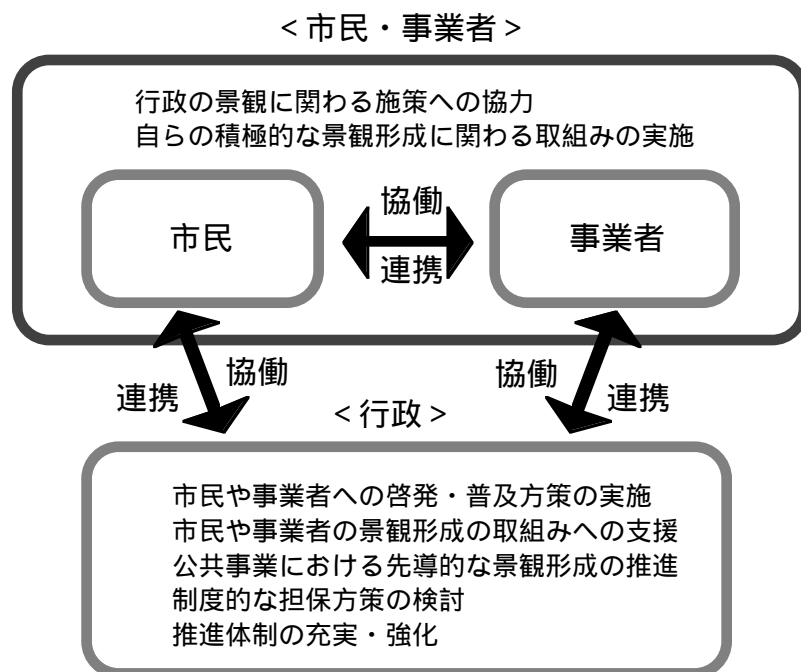 ＜市民・事業者＞
行政の景観に関わる施策への協力
自らの積極的な景観形成に関わる取組みの実施
協働
市民
事業者
連携
協働
協働
連携
連携
＜行政＞
市民や事業者への啓発・普及方策の実施
市民や事業者の景観形成の取組みへの支援
公共事業における先導的な景観形成の推進
制度的な担保方策の検討
推進体制の充実・強化